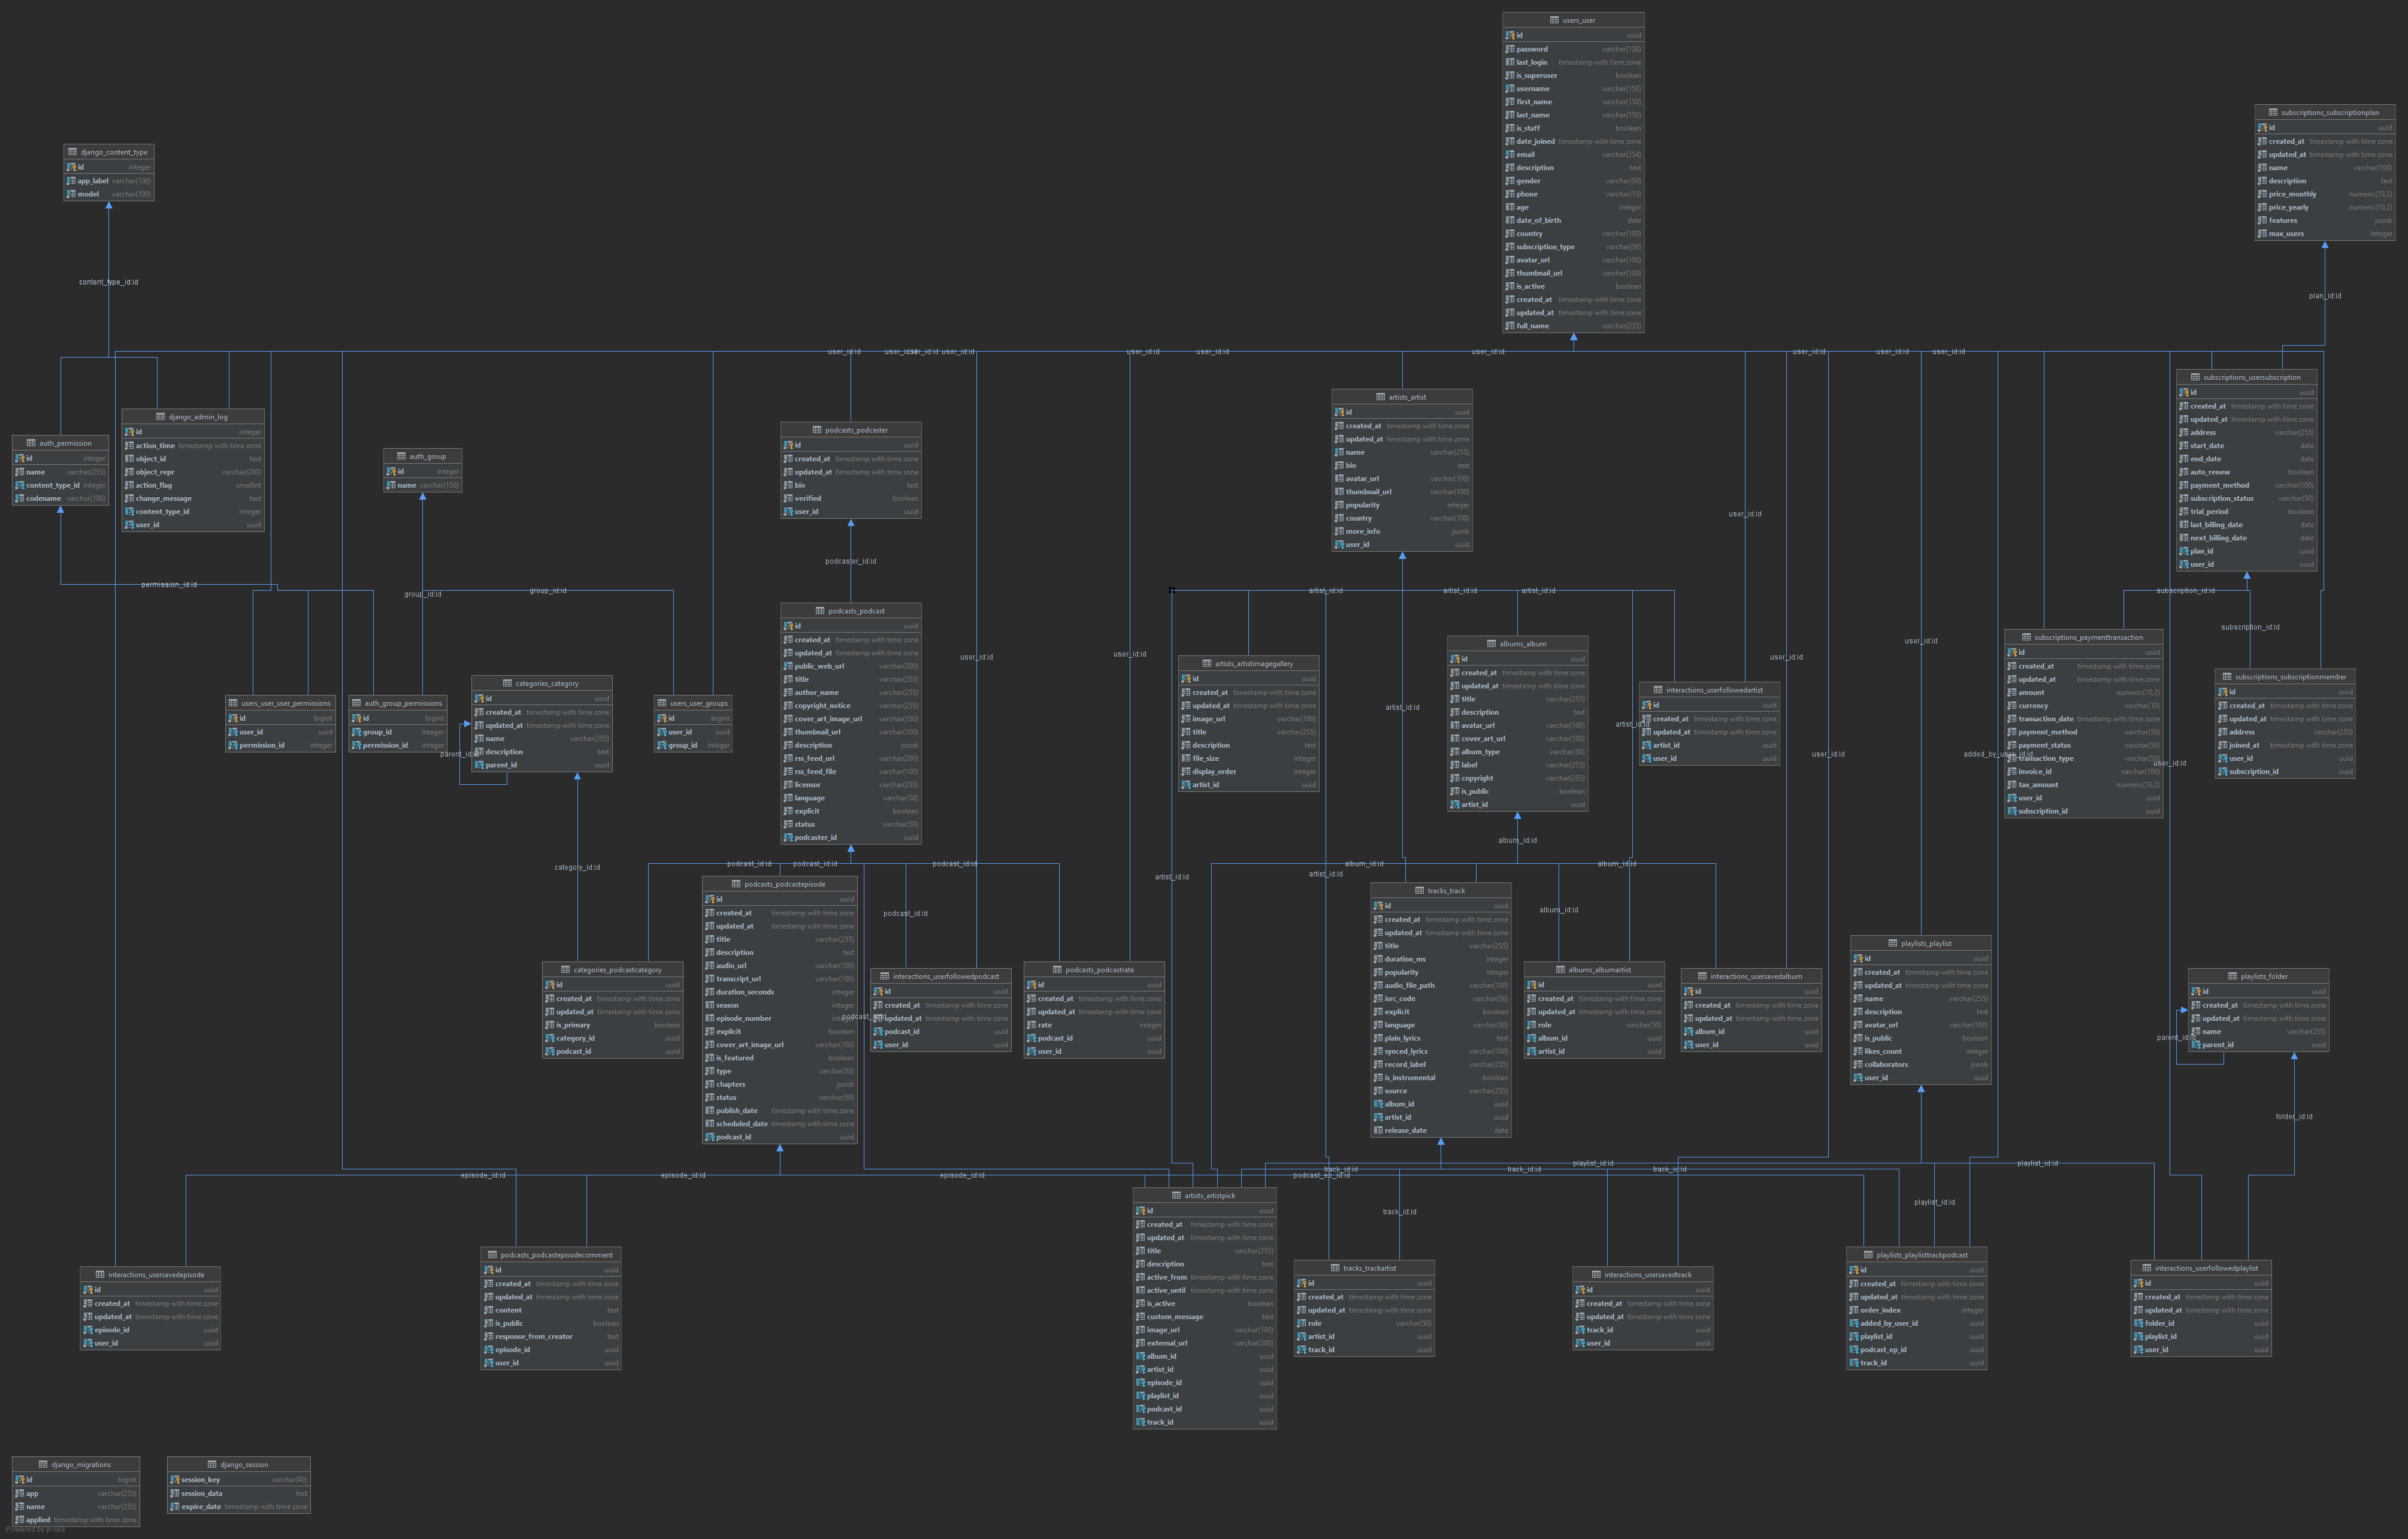 users_user
id uuid
password varchar(128)
last_login timestamp with time zone
is_superuser boolean
username varchar(150)
first_name varchar(150)
last_name varchar(150)
is_staff boolean
date_joined timestamp with time zone
email varchar(254)
description text
gender varchar(50)
phone varchar(15)
age integer
date_of_birth date
country varchar(100)
subscription_type varchar(50)
avatar_url varchar(100)
thumbnail_url varchar(100)
is_active boolean
created_at timestamp with time zone
updated_at timestamp with time zone
full_name varchar(255)
subscriptions_subscriptionplan
id uuid
created_at timestamp with time zone
updated_at timestamp with time zone
name varchar(100)
description text
price_monthly numeric(10,2)
price_yearly numeric(10,2)
features jsonb
max_users integer
django_content_type
id integer
app_label varchar(100)
model varchar(100)
content_type_id:id
plan_id:id
user_id:id
user_id:id
user_id:id
user_id:id
user_id:id
user_id:id
user_id:id
user_id:id
user_id:id
django_admin_log
id integer
action_time timestamp with time zone
object_id text
object_repr varchar(200)
action_flag smallint
change_message text
content_type_id integer
user_id uuid
auth_permission
id integer
name varchar(255)
content_type_id integer
codename varchar(100)
auth_group
id integer
name varchar(150)
podcasts_podcaster
id uuid
created_at timestamp with time zone
updated_at timestamp with time zone
bio text
verified boolean
user_id uuid
artists_artist
id uuid
created_at timestamp with time zone
updated_at timestamp with time zone
name varchar(255)
bio text
avatar_url varchar(100)
thumbnail_url varchar(100)
popularity integer
country varchar(100)
more_info jsonb
user_id uuid
user_id:id
subscriptions_usersubscription
id uuid
created_at timestamp with time zone
updated_at timestamp with time zone
address varchar(255)
start_date date
end_date date
auto_renew boolean
payment_method varchar(100)
subscription_status varchar(50)
trial_period boolean
last_billing_date date
next_billing_date date
plan_id uuid
user_id uuid
podcaster_id:id
permission_id:id
group_id:id
group_id:id
artist_id:id
artist_id:id
artist_id:id
subscription_id:id
subscription_id:id
podcasts_podcast
id uuid
created_at timestamp with time zone
updated_at timestamp with time zone
public_web_url varchar(200)
title varchar(255)
author_name varchar(255)
copyright_notice varchar(255)
cover_art_image_url varchar(100)
thumbnail_url varchar(100)
description jsonb
rss_feed_url varchar(200)
rss_feed_file varchar(100)
licensor varchar(255)
language varchar(50)
explicit boolean
status varchar(50)
podcaster_id uuid
user_id:id
user_id:id
user_id:id
user_id:id
artists_artistimagegallery
id uuid
created_at timestamp with time zone
updated_at timestamp with time zone
image_url varchar(100)
title varchar(255)
description text
file_size integer
display_order integer
artist_id uuid
albums_album
id uuid
created_at timestamp with time zone
updated_at timestamp with time zone
title varchar(255)
description text
avatar_url varchar(100)
cover_art_url varchar(100)
album_type varchar(50)
label varchar(255)
copyright varchar(255)
is_public boolean
artist_id uuid
interactions_userfollowedartist
id uuid
created_at timestamp with time zone
updated_at timestamp with time zone
artist_id uuid
user_id uuid
subscriptions_paymenttransaction
id uuid
created_at timestamp with time zone
updated_at timestamp with time zone
amount numeric(10,2)
currency varchar(10)
transaction_date timestamp with time zone
payment_method varchar(50)
payment_status varchar(50)
transaction_type varchar(50)
invoice_id varchar(100)
tax_amount numeric(10,2)
user_id uuid
subscription_id uuid
subscriptions_subscriptionmember
id uuid
created_at timestamp with time zone
updated_at timestamp with time zone
address varchar(255)
joined_at timestamp with time zone
user_id uuid
subscription_id uuid
users_user_user_permissions
id bigint
user_id uuid
permission_id integer
auth_group_permissions
id bigint
group_id integer
permission_id integer
categories_category
id uuid
created_at timestamp with time zone
updated_at timestamp with time zone
name varchar(255)
description text
parent_id uuid
parent_id:id
users_user_groups
id bigint
user_id uuid
group_id integer
artist_id:id
artist_id:id
user_id:id
added_by_user_id:id
user_id:id
album_id:id
category_id:id
podcast_id:id
podcast_id:id
podcast_id:id
podcast_id:id
artist_id:id
artist_id:id
album_id:id
album_id:id
album_id:id
podcasts_podcastepisode
id uuid
created_at timestamp with time zone
updated_at timestamp with time zone
title varchar(255)
description text
audio_url varchar(100)
transcript_url varchar(100)
duration_seconds integer
season integer
episode_number integer
explicit boolean
cover_art_image_url varchar(100)
is_featured boolean
type varchar(50)
chapters jsonb
status varchar(50)
publish_date timestamp with time zone
scheduled_date timestamp with time zone
podcast_id uuid
categories_podcastcategory
id uuid
created_at timestamp with time zone
updated_at timestamp with time zone
is_primary boolean
category_id uuid
podcast_id uuid
interactions_userfollowedpodcast
id uuid
created_at timestamp with time zone
updated_at timestamp with time zone
podcast_id uuid
user_id uuid
podcasts_podcastrate
id uuid
created_at timestamp with time zone
updated_at timestamp with time zone
rate integer
podcast_id uuid
user_id uuid
tracks_track
id uuid
created_at timestamp with time zone
updated_at timestamp with time zone
title varchar(255)
duration_ms integer
popularity integer
audio_file_path varchar(100)
isrc_code varchar(50)
explicit boolean
language varchar(50)
plain_lyrics text
synced_lyrics varchar(100)
record_label varchar(255)
is_instrumental boolean
source varchar(255)
album_id uuid
artist_id uuid
release_date date
albums_albumartist
id uuid
created_at timestamp with time zone
updated_at timestamp with time zone
role varchar(50)
album_id uuid
artist_id uuid
interactions_usersavedalbum
id uuid
created_at timestamp with time zone
updated_at timestamp with time zone
album_id uuid
user_id uuid
playlists_playlist
id uuid
created_at timestamp with time zone
updated_at timestamp with time zone
name varchar(255)
description text
avatar_url varchar(100)
is_public boolean
likes_count integer
collaborators jsonb
user_id uuid
playlists_folder
id uuid
created_at timestamp with time zone
updated_at timestamp with time zone
name varchar(255)
parent_id uuid
parent_id:id
folder_id:id
episode_id:id
episode_id:id
episode_id:id
podcast_ep_id:id
track_id:id
track_id:id
track_id:id
playlist_id:id
playlist_id:id
playlist_id:id
interactions_usersavedepisode
id uuid
created_at timestamp with time zone
updated_at timestamp with time zone
episode_id uuid
user_id uuid
podcasts_podcastepisodecomment
id uuid
created_at timestamp with time zone
updated_at timestamp with time zone
content text
is_public boolean
response_from_creator text
episode_id uuid
user_id uuid
artists_artistpick
id uuid
created_at timestamp with time zone
updated_at timestamp with time zone
title varchar(255)
description text
active_from timestamp with time zone
active_until timestamp with time zone
is_active boolean
custom_message text
image_url varchar(100)
external_url varchar(200)
album_id uuid
artist_id uuid
episode_id uuid
playlist_id uuid
podcast_id uuid
track_id uuid
tracks_trackartist
id uuid
created_at timestamp with time zone
updated_at timestamp with time zone
role varchar(50)
artist_id uuid
track_id uuid
interactions_usersavedtrack
id uuid
created_at timestamp with time zone
updated_at timestamp with time zone
track_id uuid
user_id uuid
playlists_playlisttrackpodcast
id uuid
created_at timestamp with time zone
updated_at timestamp with time zone
order_index integer
added_by_user_id uuid
playlist_id uuid
podcast_ep_id uuid
track_id uuid
interactions_userfollowedplaylist
id uuid
created_at timestamp with time zone
updated_at timestamp with time zone
folder_id uuid
playlist_id uuid
user_id uuid
django_migrations
id bigint
app varchar(255)
name varchar(255)
applied timestamp with time zone
django_session
session_key varchar(40)
session_data text
expire_date timestamp with time zone
Powered by yFiles